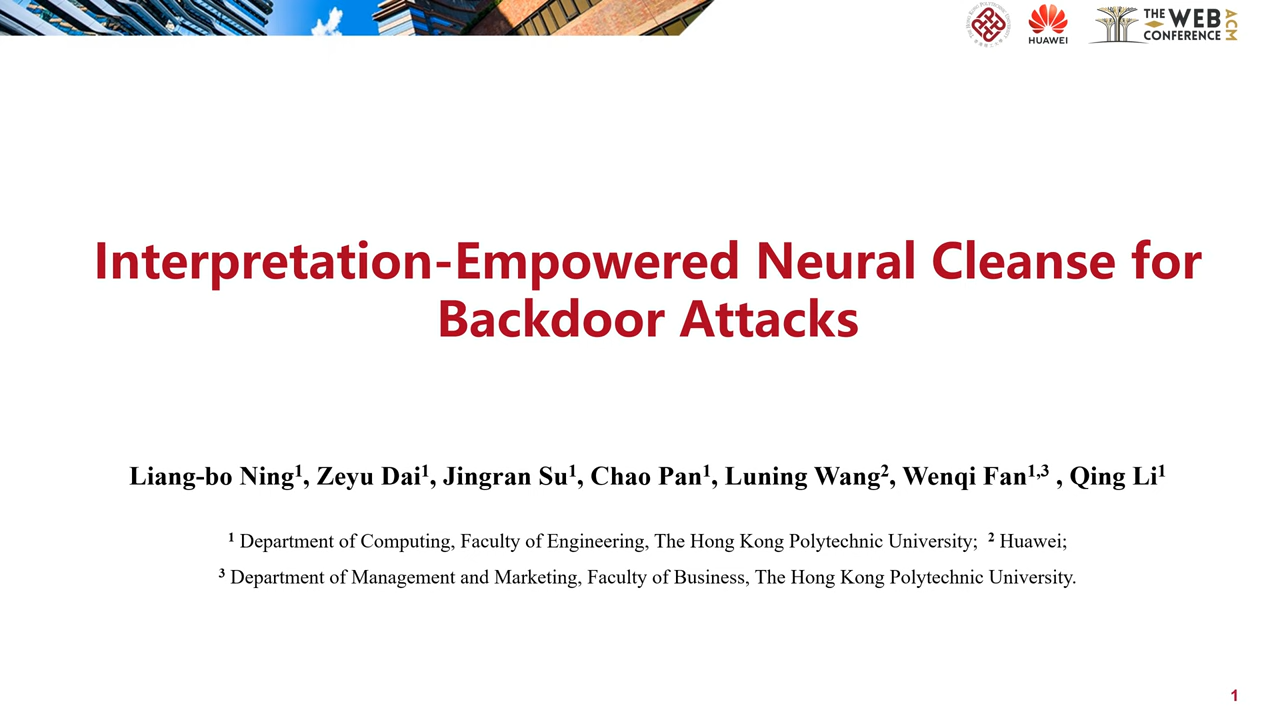 HUAWEI
THE WEB CONFERENCE ACM
Interpretation-Empowered Neural Cleanse for
Backdoor Attacks
Liang-bo Ning¹, Zeyu Dai¹, Jingran Su¹, Chao Pan¹, Luning Wang², Wenqi Fan¹,³ , Qing Li¹
¹ Department of Computing, Faculty of Engineering, The Hong Kong Polytechnic University; ² Huawei;
³ Department of Management and Marketing, Faculty of Business, The Hong Kong Polytechnic University.
1